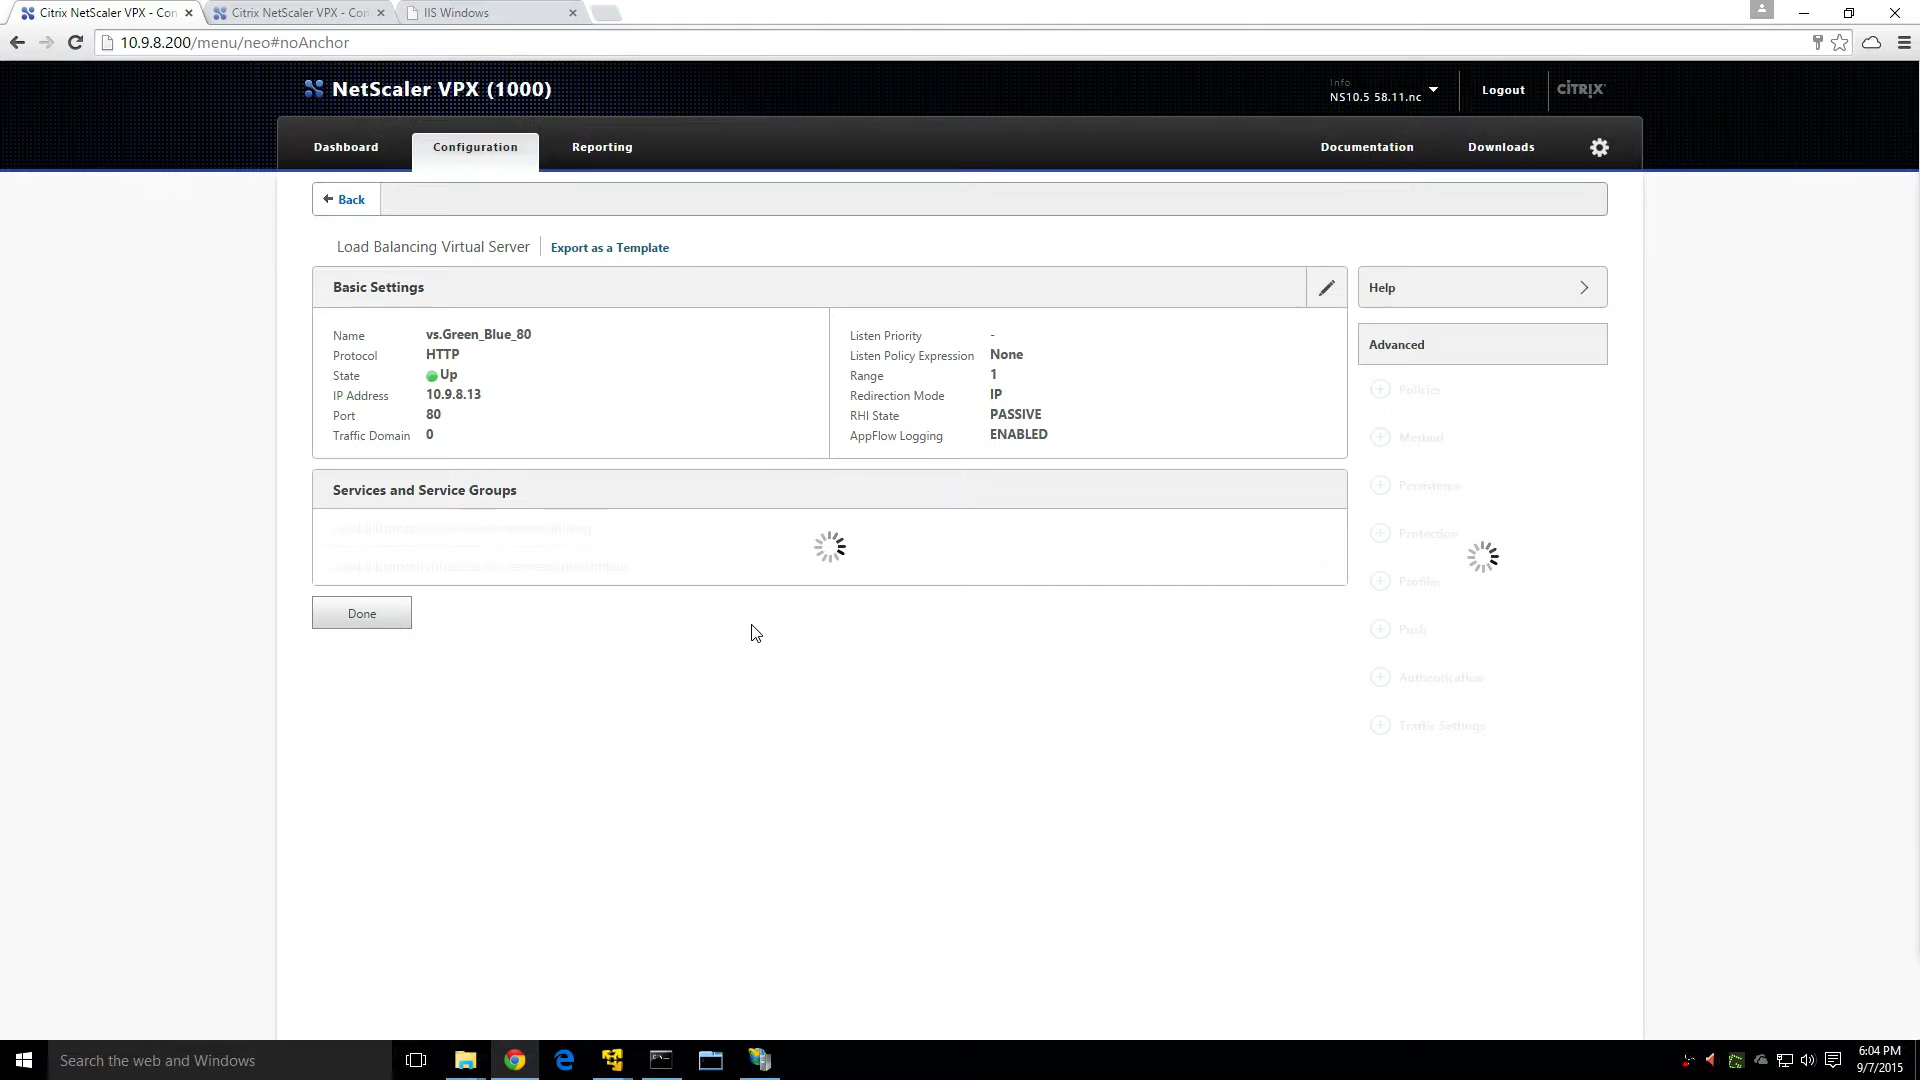 Citrix NetScaler VPX - Con
Citrix NetScaler VPX - Con
IIS Windows
10.9.8.200/menu/neo#noAnchor
NetScaler VPX (1000)
Info
NS10.5 58.11.nc
Logout
CİTRIX
Dashboard
Configuration
Reporting
Documentation
Downloads
Back
Load Balancing Virtual Server
Export as a Template
Basic Settings
Name vs.Green_Blue_80
Protocol HTTP
State Up
IP Address 10.9.8.13
Port 80
Traffic Domain 0
Listen Priority -
Listen Policy Expression None
Range 1
Redirection Mode IP
RHI State PASSIVE
AppFlow Logging ENABLED
Help
Advanced
Policies
Method
Persistence
Protection
Profiles
Push
Authentication
Traffic Settings
Services and Service Groups
Done
Search the web and Windows
6:04 PM
9/7/2015